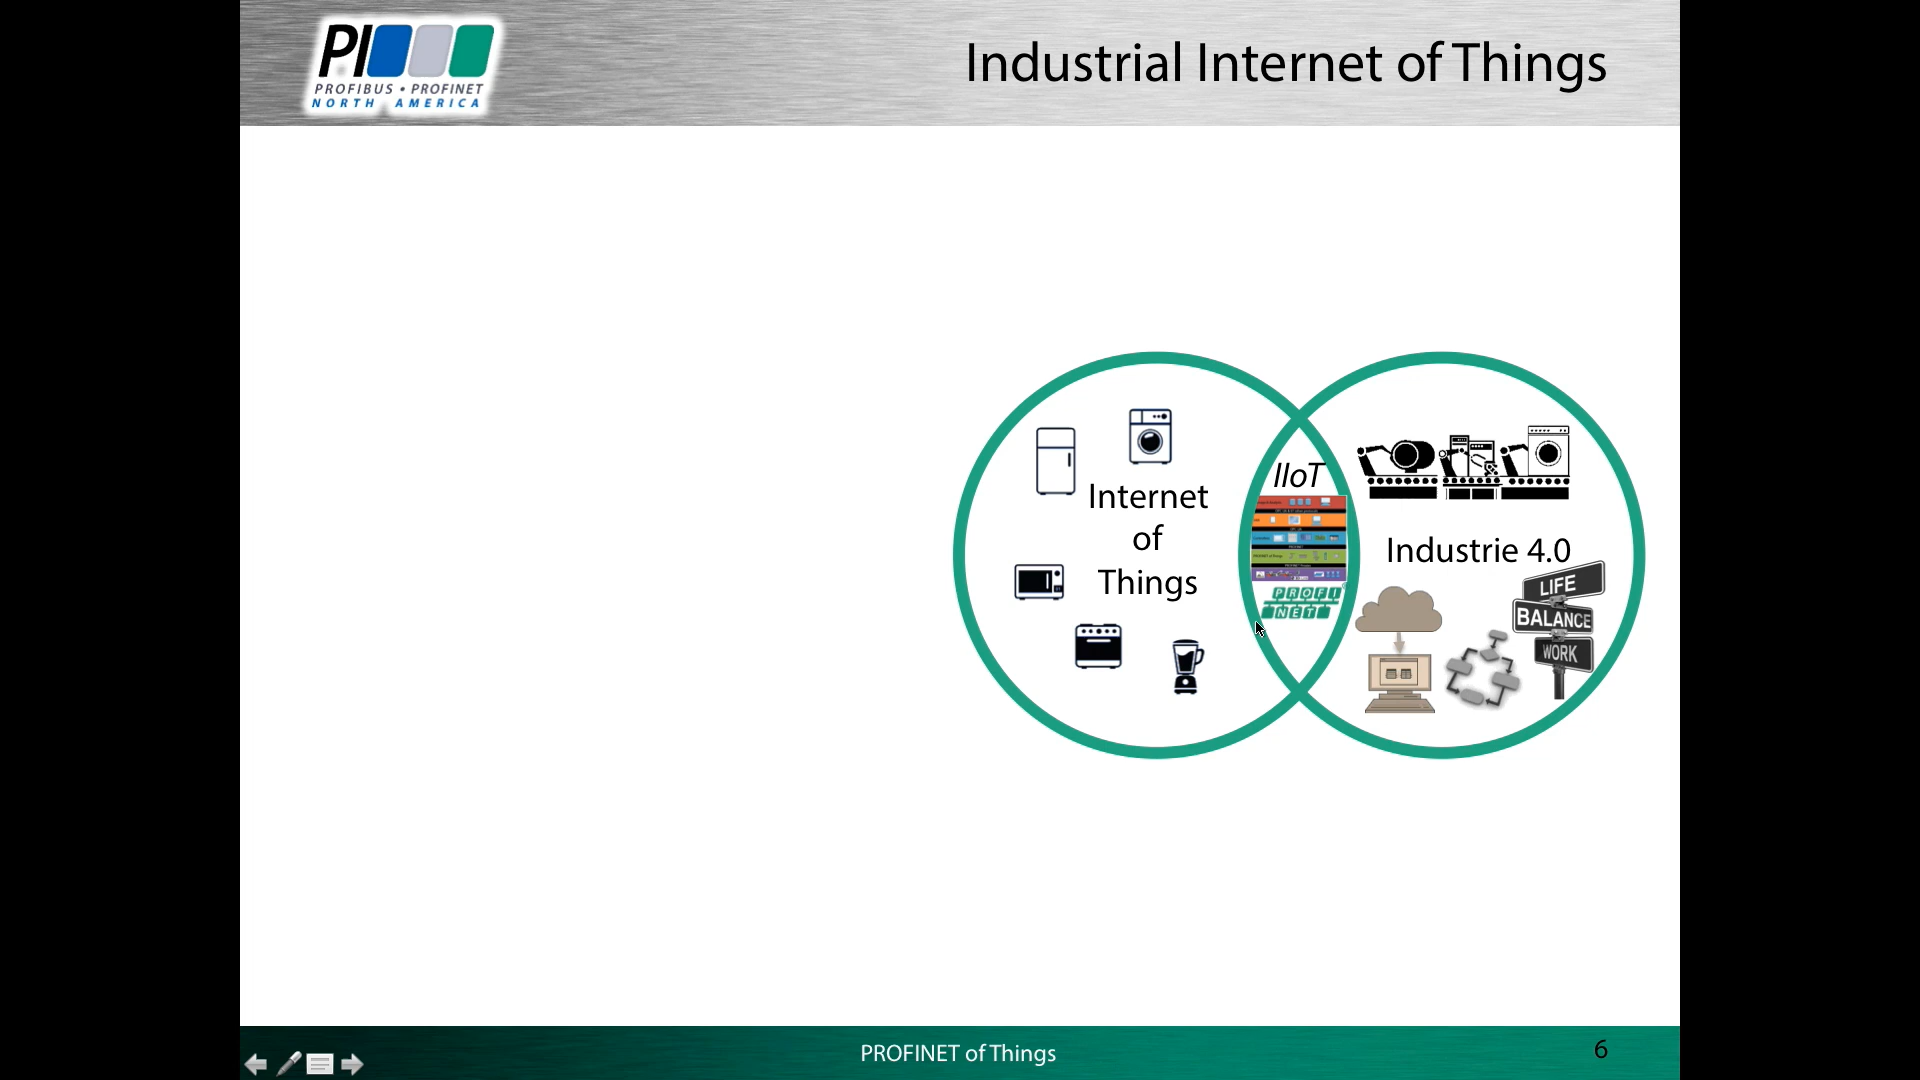 PI
PROFIBUS • PROFINET
NORTH AMERICA
Industrial Internet of Things
Internet
of
Things
IIoT
PROFI
NET
Industrie 4.0
LIFE
BALANCE
WORK
PROFINET of Things
6